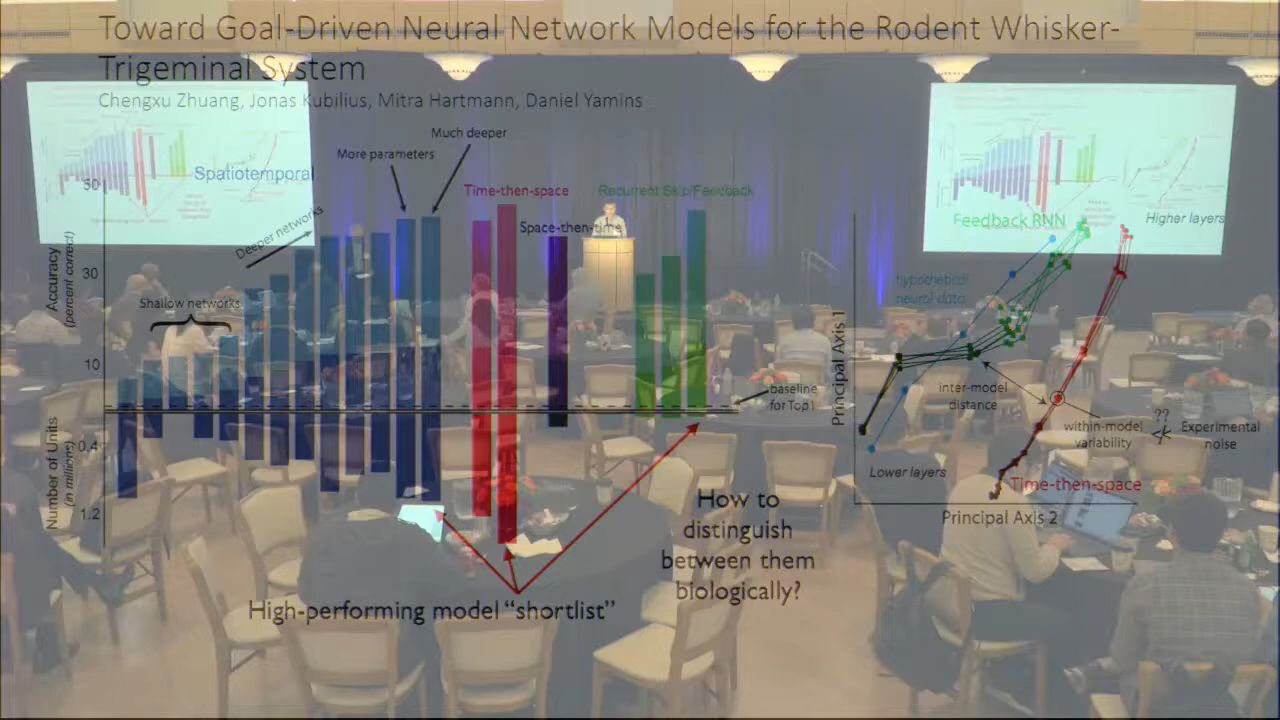 Toward Goal-Driven Neural Network Models for the Rodent Whisker-
Trigeminal System
Chengxu Zhuang, Jonas Kubilius, Mitra Hartmann, Daniel Yamins
Much deeper
More parameters
Spatiotemporal
50
Time-then-space
Recurrent Skip/Feedback
Deeper networks
Space-then-time
Accuracy
(percent correct)
30
Shallow networks
10
baseline
for Top1
Number of Units
(in millions)
0.4
1.2
High-performing model “shortlist”
How to
distinguish
between them
biologically?
Feedback RNN
Higher layers
hypothetical
neural data
Principal Axis 1
inter-model
distance
within-model
variability
??
Experimental
noise
Lower layers
Time-then-space
Principal Axis 2